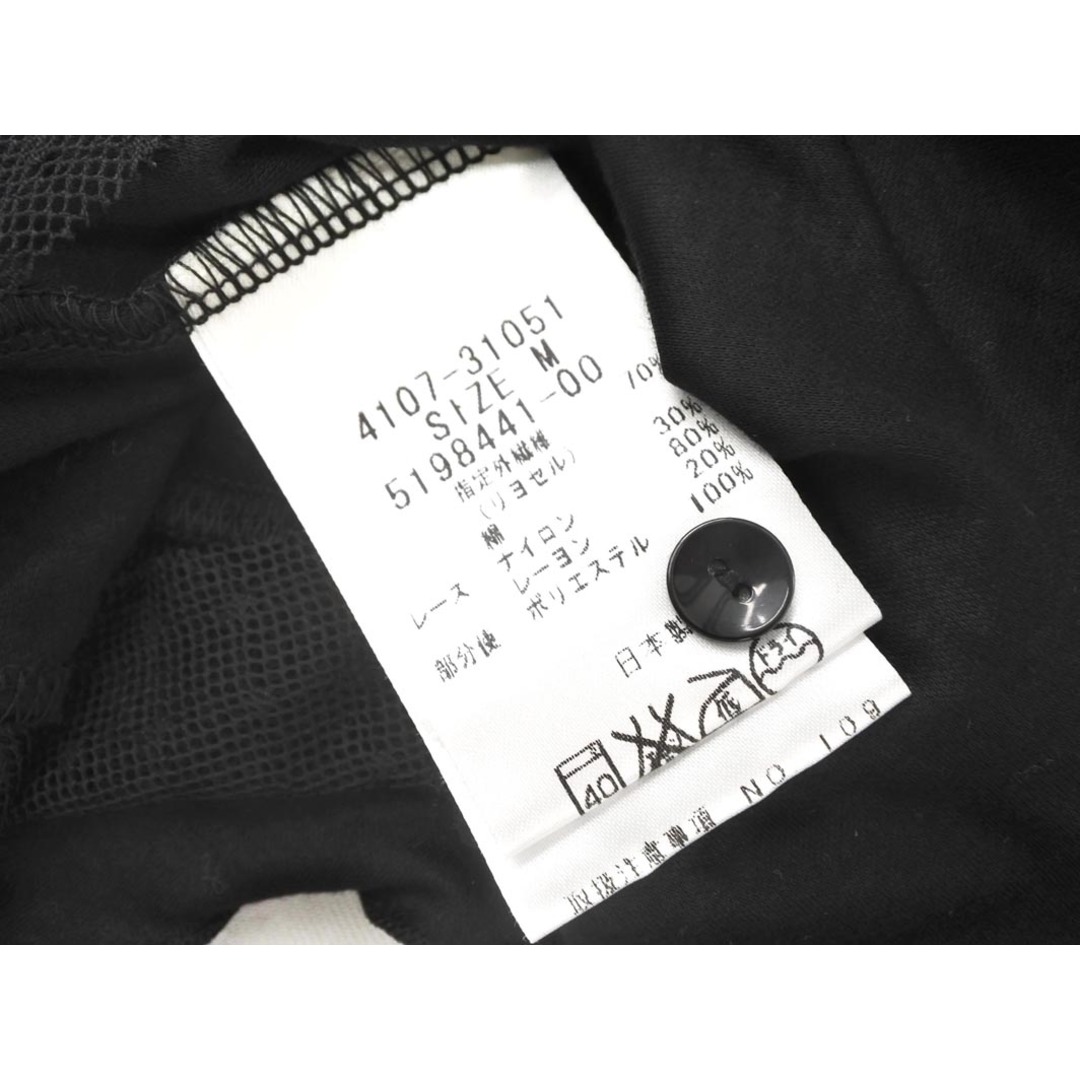 4107-31051
SIZE M
5198441-00
指定外繊維
(リヨセル)
綿 30%
レース ナイロン 80%
レーヨン 20%
部分使 ポリエステル 100%
日本製
40 低 ドライ
取扱注意事項 NO 109